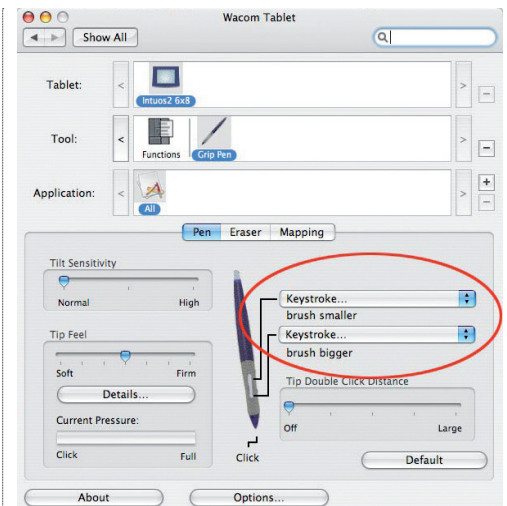 Wacom Tablet
Show All
Tablet:
Intuos2 6x8
Tool:
Functions
Grip Pen
Application:
All
Pen Eraser Mapping
Tilt Sensitivity
Normal High
Keystroke...
brush smaller
Keystroke...
brush bigger
Tip Feel
Soft Firm
Details...
Current Pressure:
Click Full
Click
Tip Double Click Distance
Off Large
Default
About Options...